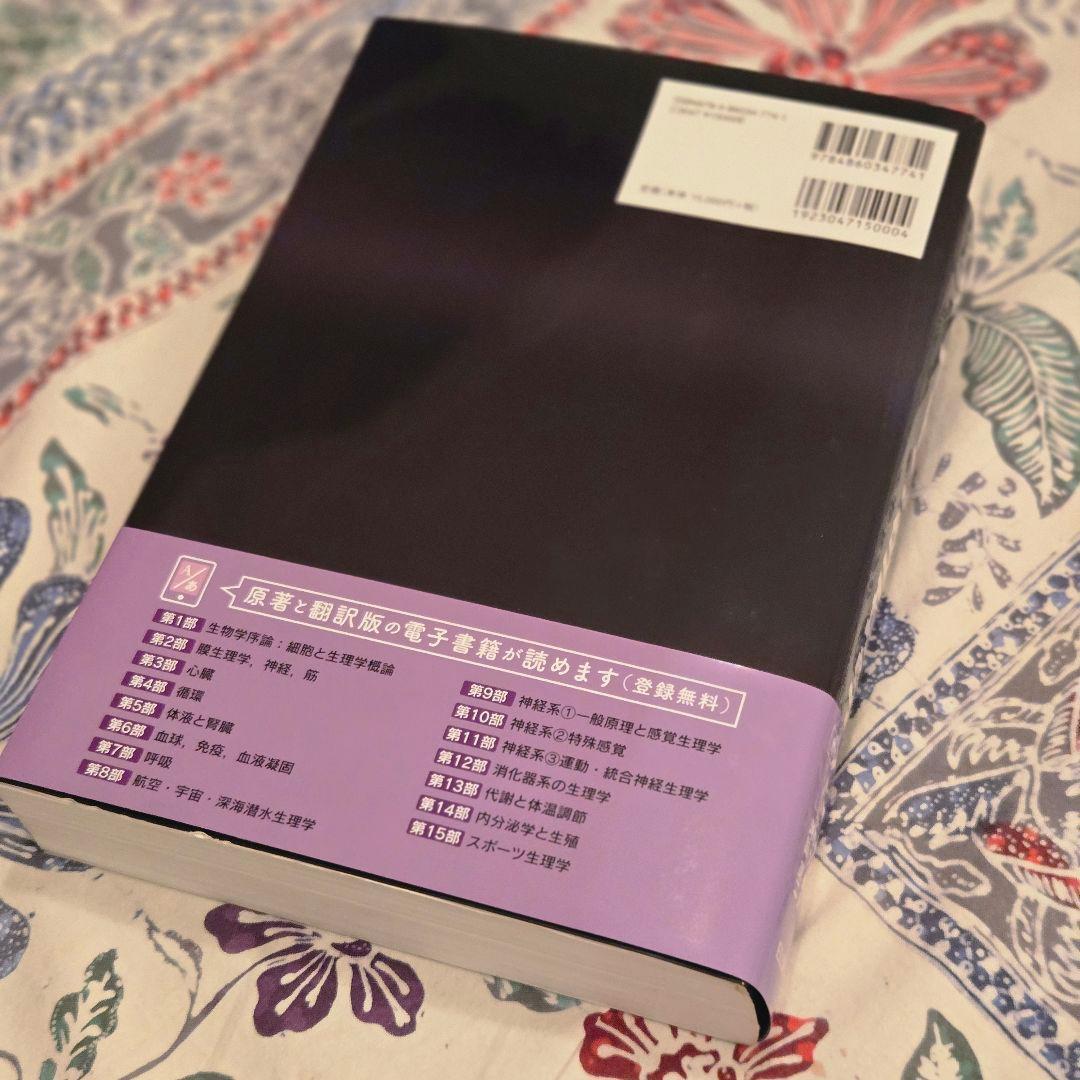 9784860347741
1923047150004
A/あ
原著と翻訳版の電子書籍が読めます(登録無料)
第1部 生物学序論：細胞と生理学概論
第2部 膜生理学，神経，筋
第3部 心臓
第4部 循環
第5部 体液と腎臓
第6部 血球，免疫，血液凝固
第7部 呼吸
第8部 航空・宇宙・深海潜水生理学
第9部 神経系①一般原理と感覚生理学
第10部 神経系②特殊感覚
第11部 神経系③運動・統合神経生理学
第12部 消化器系の生理学
第13部 代謝と体温調節
第14部 内分泌学と生殖
第15部 スポーツ生理学